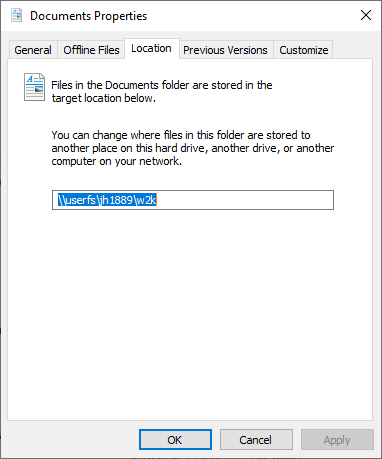 Documents Properties
General
Offline Files
Location
Previous Versions
Customize
Files in the Documents folder are stored in the
target location below.
You can change where files in this folder are stored to
another place on this hard drive, another drive, or another
computer on your network.
\\userfs\jh1889\w2k
OK
Cancel
Apply